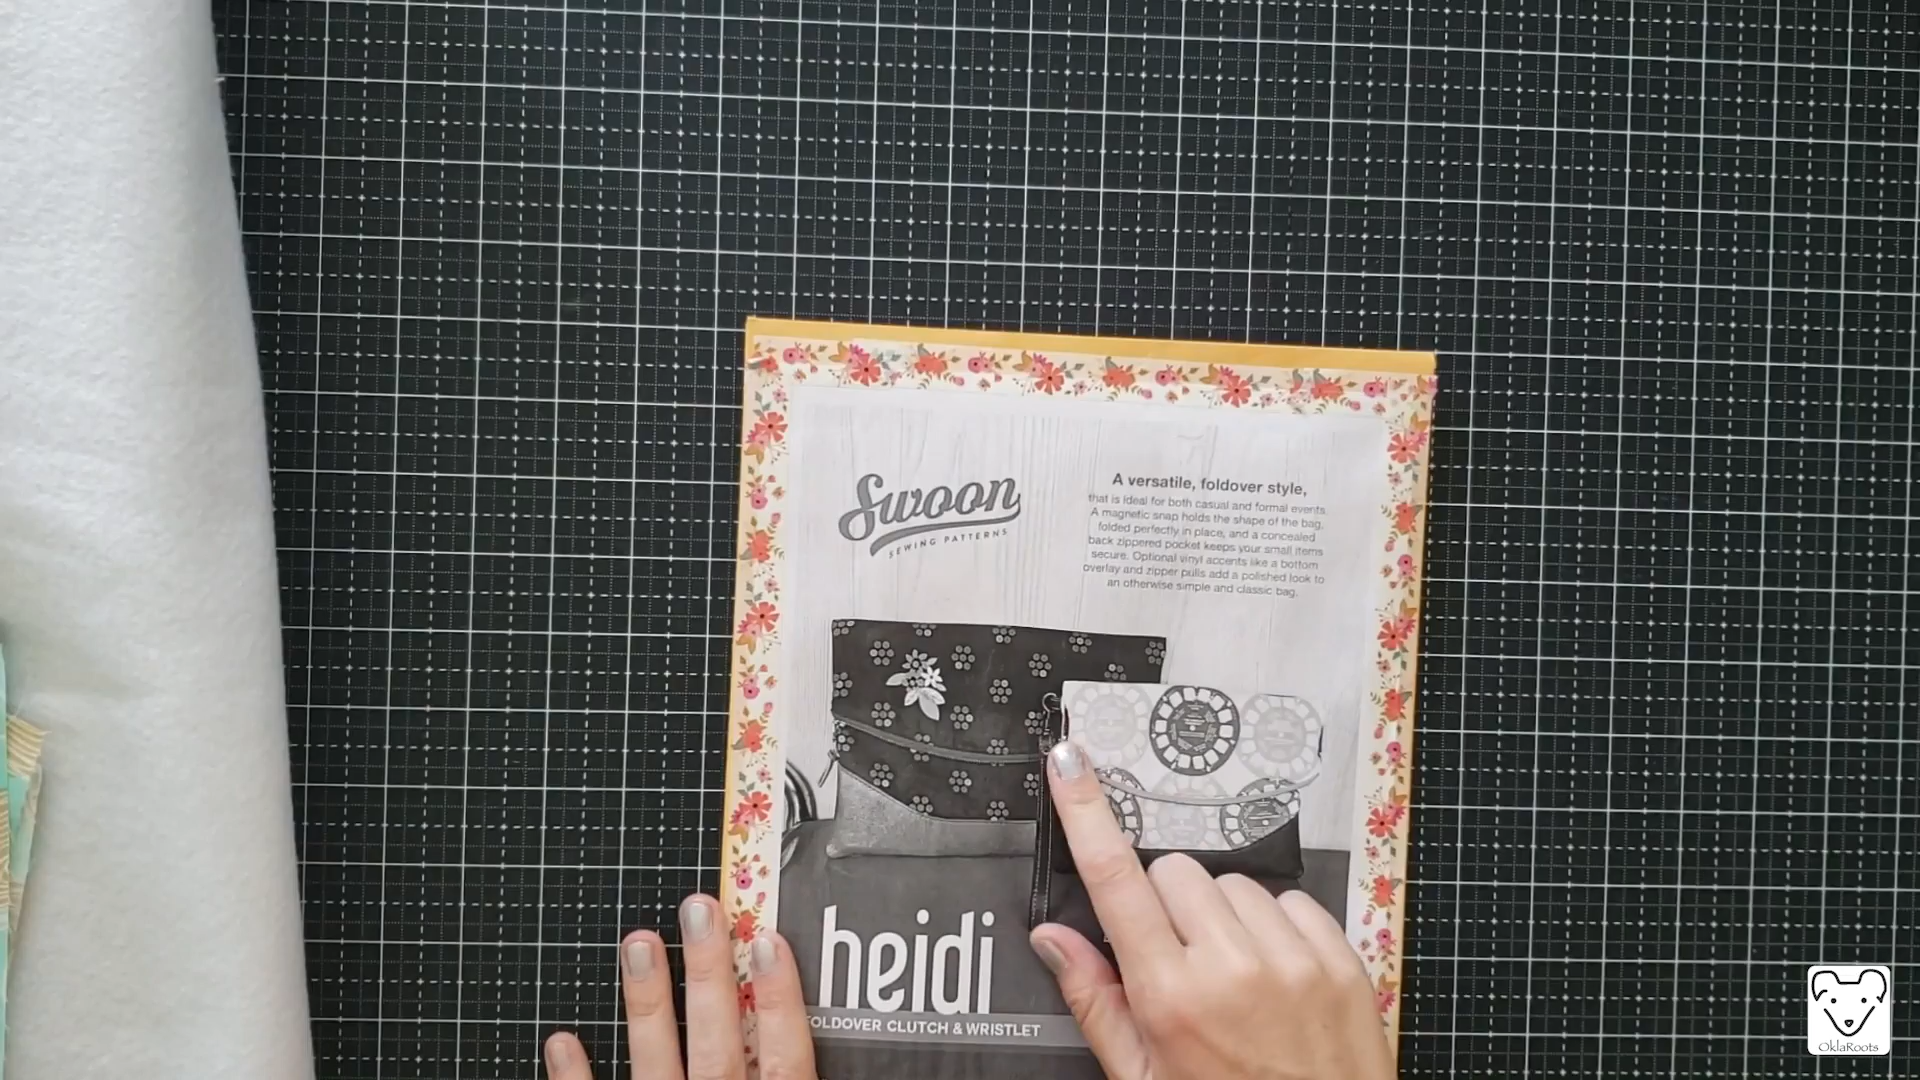 Swoon
SEWING PATTERNS
A versatile, foldover style,
that is ideal for both casual and formal events.
A magnetic snap holds the shape of the bag,
folded perfectly in place, and a concealed
back zippered pocket keeps your small items
secure. Optional vinyl accents like a bottom
overlay and zipper pulls add a polished look to
an otherwise simple and classic bag.
heidi
FOLDOVER CLUTCH & WRISTLET
OklaRoots